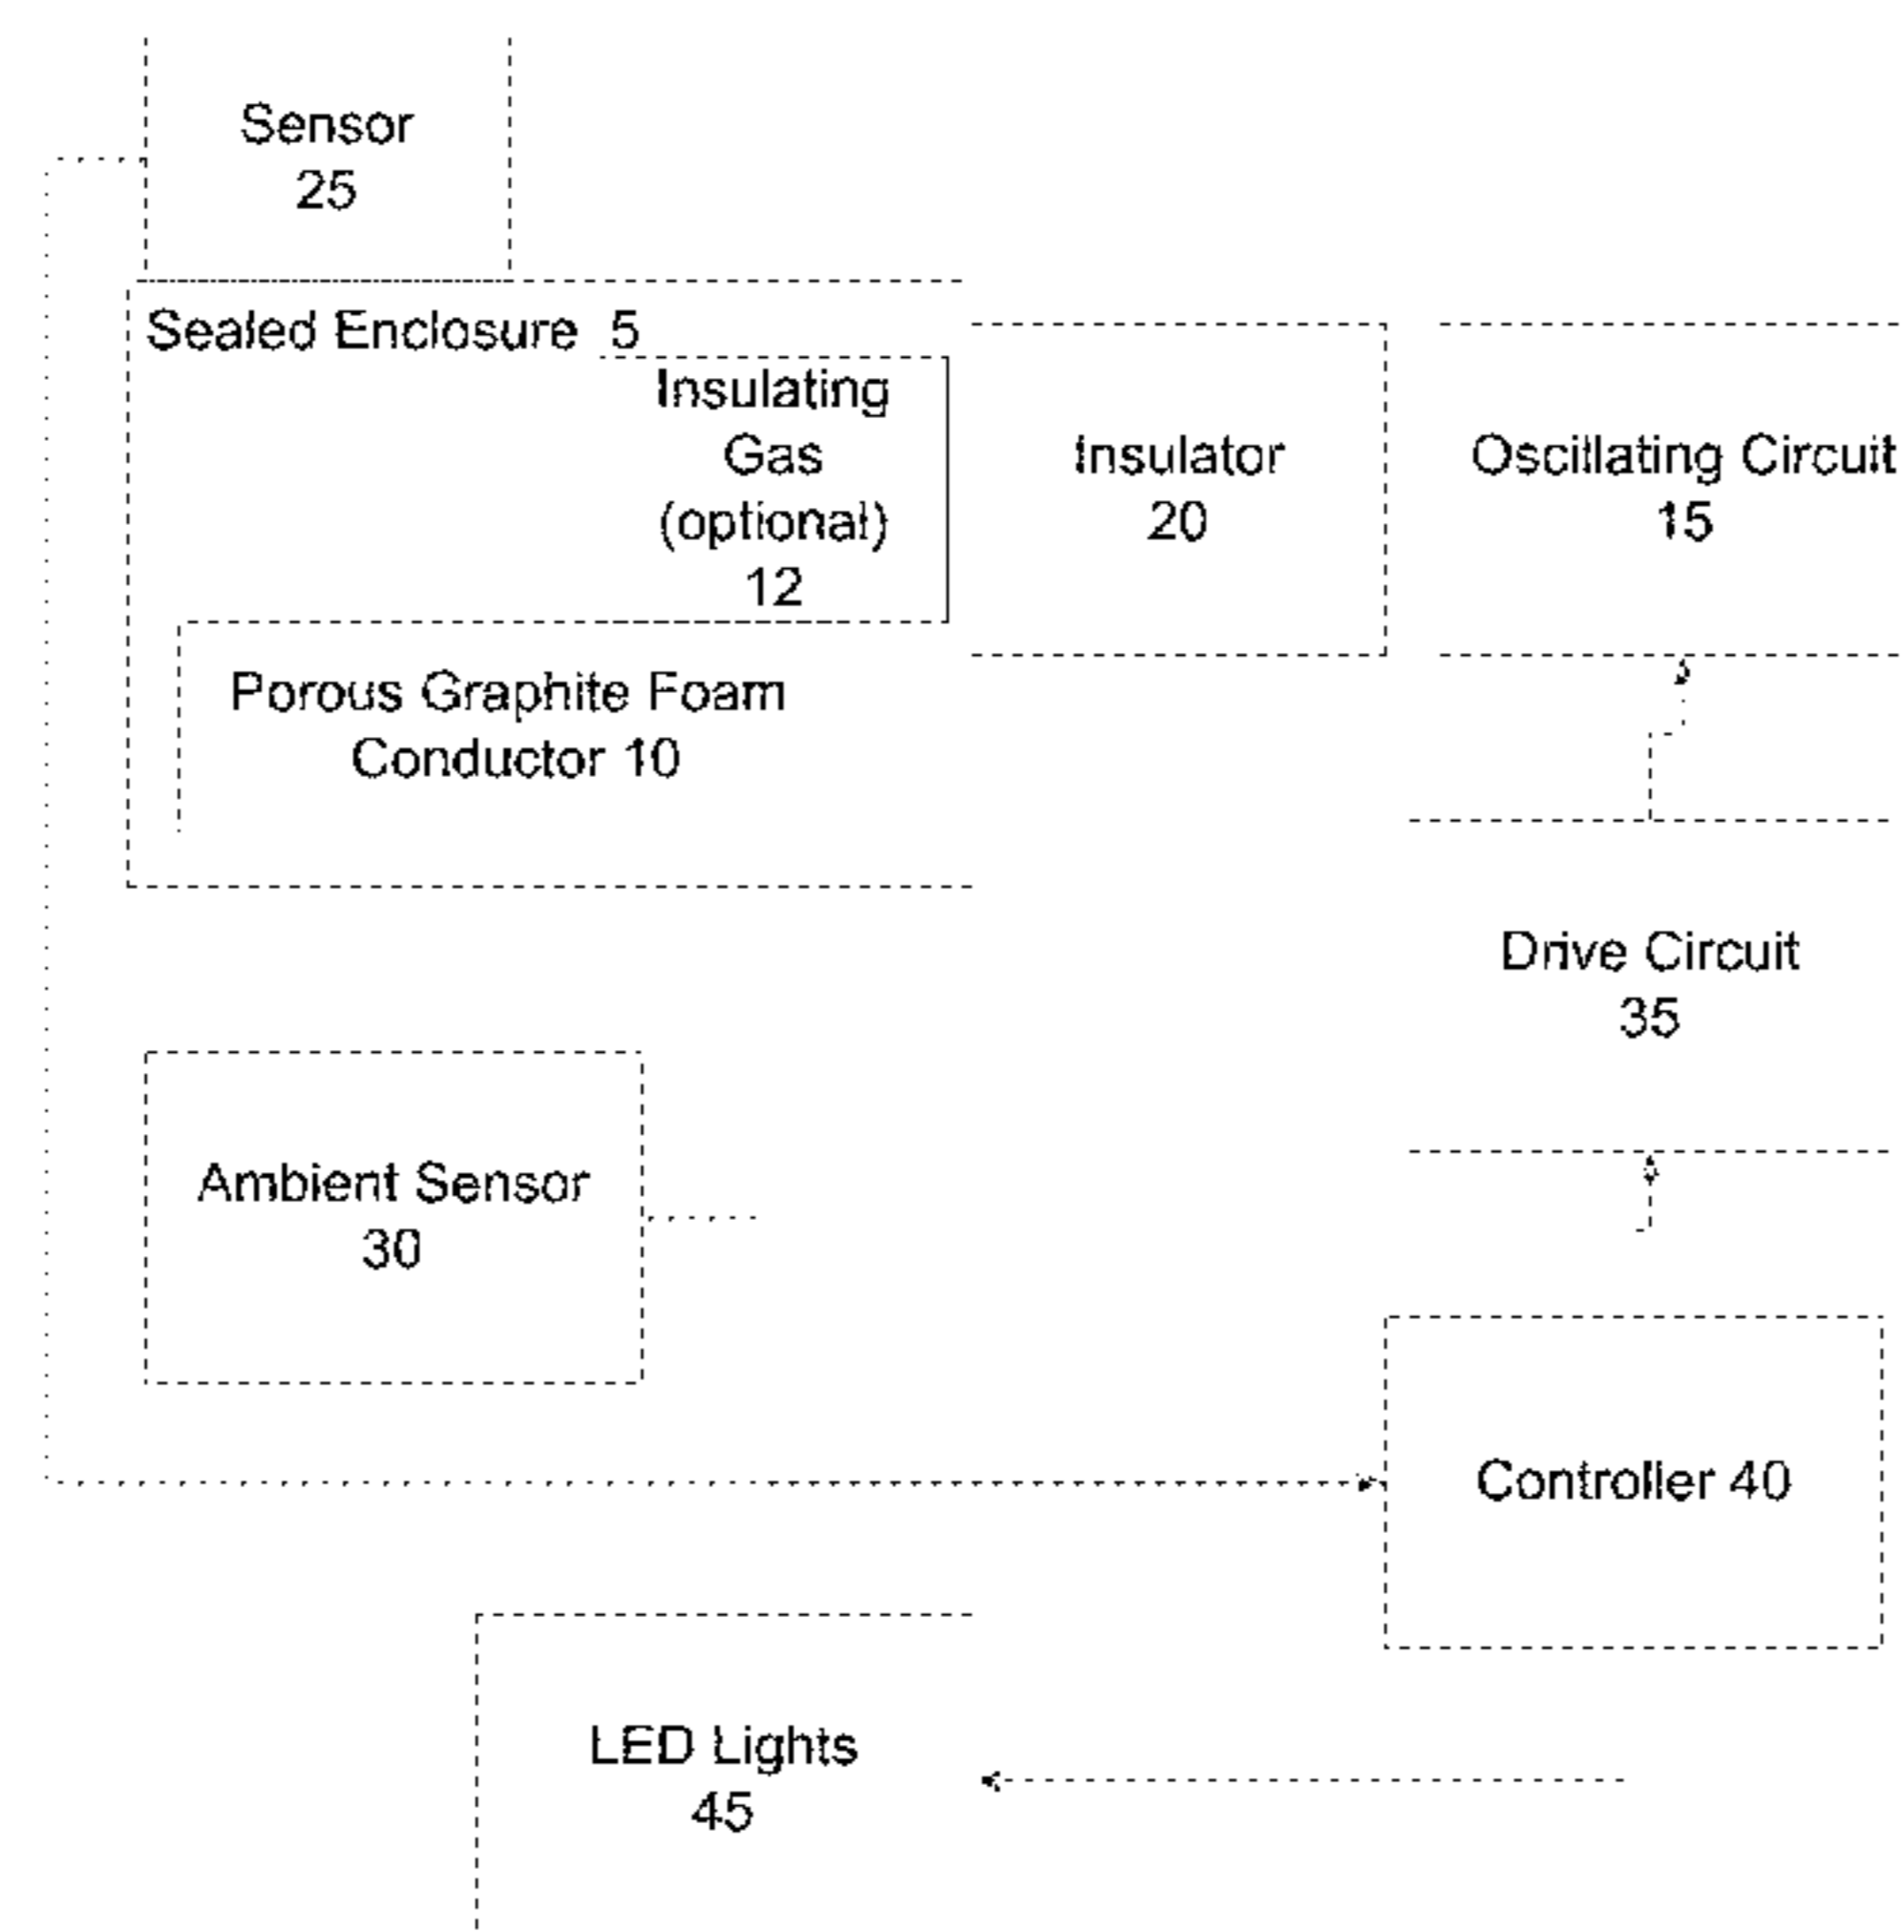 Sensor
25
Sealed Enclosure 5
Insulating
Gas
(optional)
12
Insulator
20
Oscillating Circuit
15
Porous Graphite Foam
Conductor 10
Drive Circuit
35
Ambient Sensor
30
Controller 40
LED Lights
45